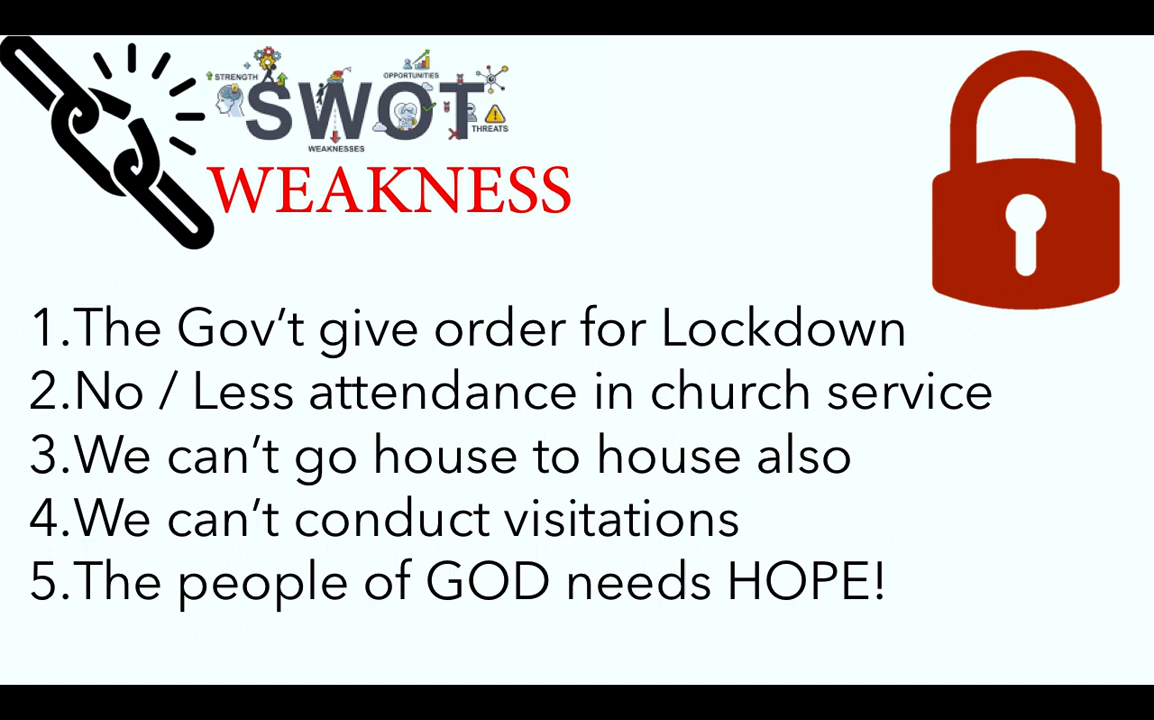 STRENGTH
OPPORTUNITIES
SWOT
THREATS
WEAKNESSES
WEAKNESS
1.The Gov’t give order for Lockdown
2.No / Less attendance in church service
3.We can’t go house to house also
4.We can’t conduct visitations
5.The people of GOD needs HOPE!